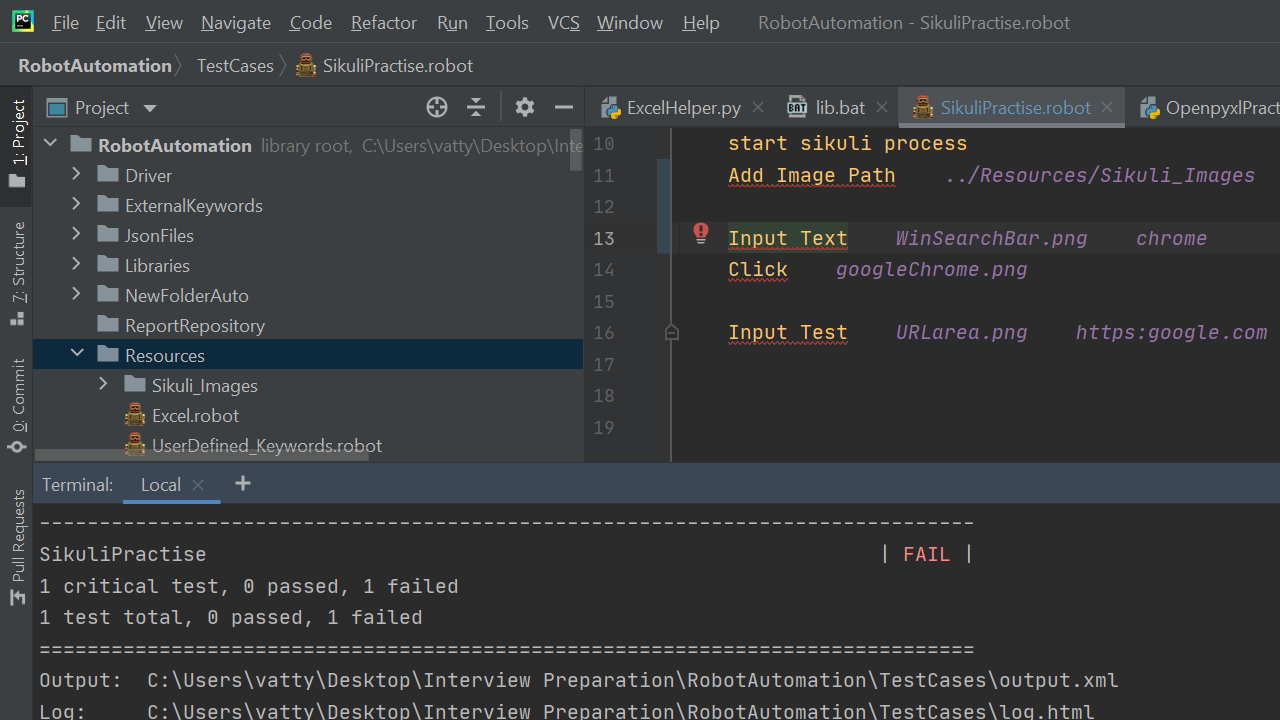 PC File Edit View Navigate Code Refactor Run Tools VCS Window Help RobotAutomation - SikuliPractise.robot
RobotAutomation TestCases SikuliPractise.robot
1: Project
7: Structure
0: Commit
Pull Requests
Project
RobotAutomation library root, C:\Users\vatty\Desktop\Inte
Driver
ExternalKeywords
JsonFiles
Libraries
NewFolderAuto
ReportRepository
Resources
Sikuli_Images
Excel.robot
UserDefined_Keywords.robot
ExcelHelper.py BAT lib.bat SikuliPractise.robot OpenpyxlPract
10 start sikuli process
11 Add Image Path ../Resources/Sikuli_Images
12
13 Input Text WinSearchBar.png chrome
14 Click googleChrome.png
15
16 Input Test URLarea.png https:google.com
17
18
19
Terminal: Local
------------------------------------------------------------------------------
SikuliPractise | FAIL |
1 critical test, 0 passed, 1 failed
1 test total, 0 passed, 1 failed
==============================================================================
Output: C:\Users\vatty\Desktop\Interview Preparation\RobotAutomation\TestCases\output.xml
Log: C:\Users\vatty\Desktop\Interview Preparation\RobotAutomation\TestCases\log.html